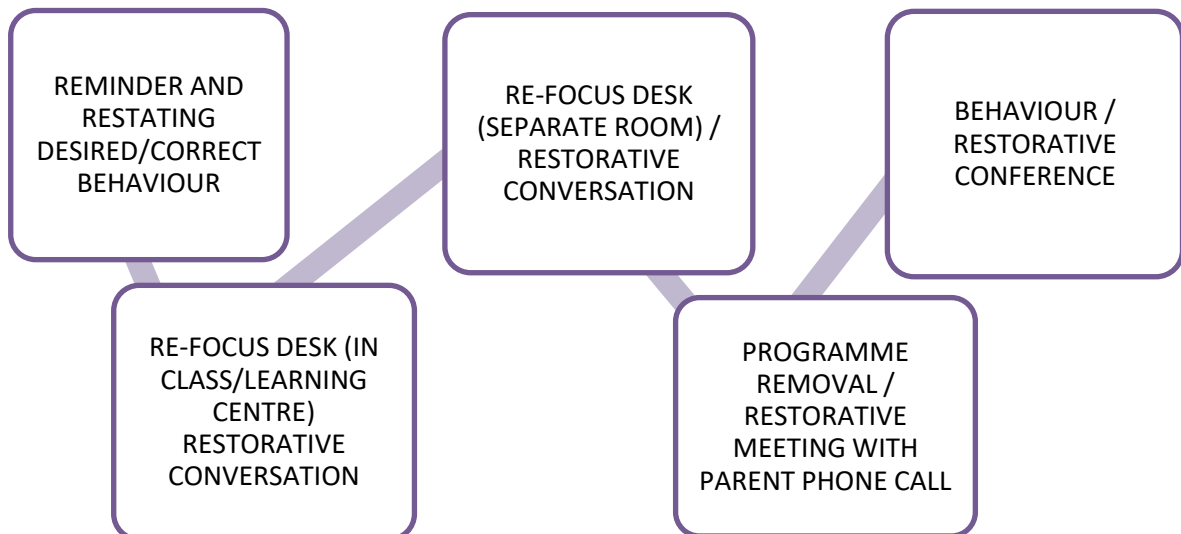 REMINDER AND
RESTATING
DESIRED/CORRECT
BEHAVIOUR
RE-FOCUS DESK (IN
CLASS/LEARNING
CENTRE)
RESTORATIVE
CONVERSATION
RE-FOCUS DESK
(SEPARATE ROOM) /
RESTORATIVE
CONVERSATION
PROGRAMME
REMOVAL /
RESTORATIVE
MEETING WITH
PARENT PHONE CALL
BEHAVIOUR /
RESTORATIVE
CONFERENCE